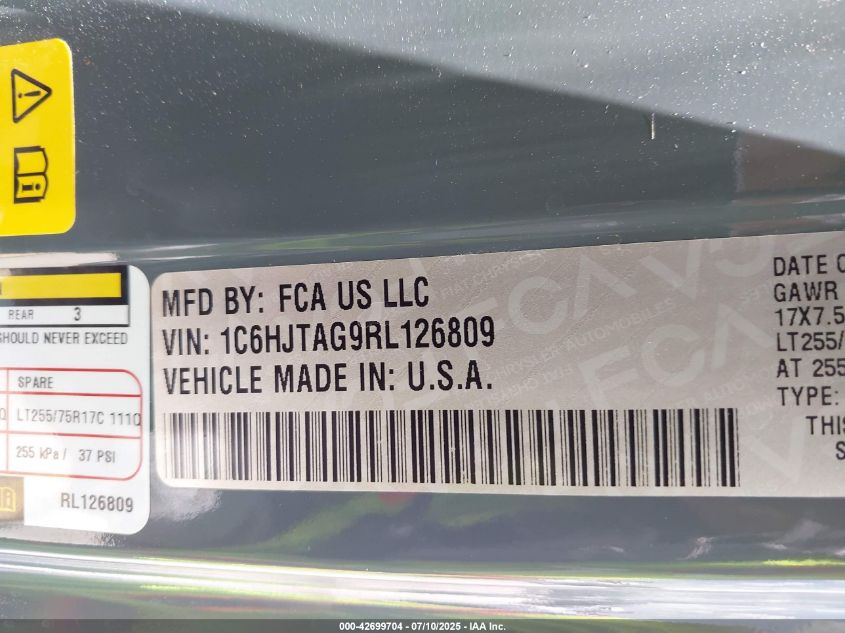 REAR 3
SHOULD NEVER EXCEED
SPARE
LT255/75R17C 111Q
255 kPa / 37 PSI
RL126809
MFD BY: FCA US LLC
VIN: 1C6HJTAG9RL126809
VEHICLE MADE IN: U.S.A.
DATE O
GAWR
17X7.5
LT255/
AT 255
TYPE:
THIS
S
000-42699704 - 07/10/2025 - IAA Inc.